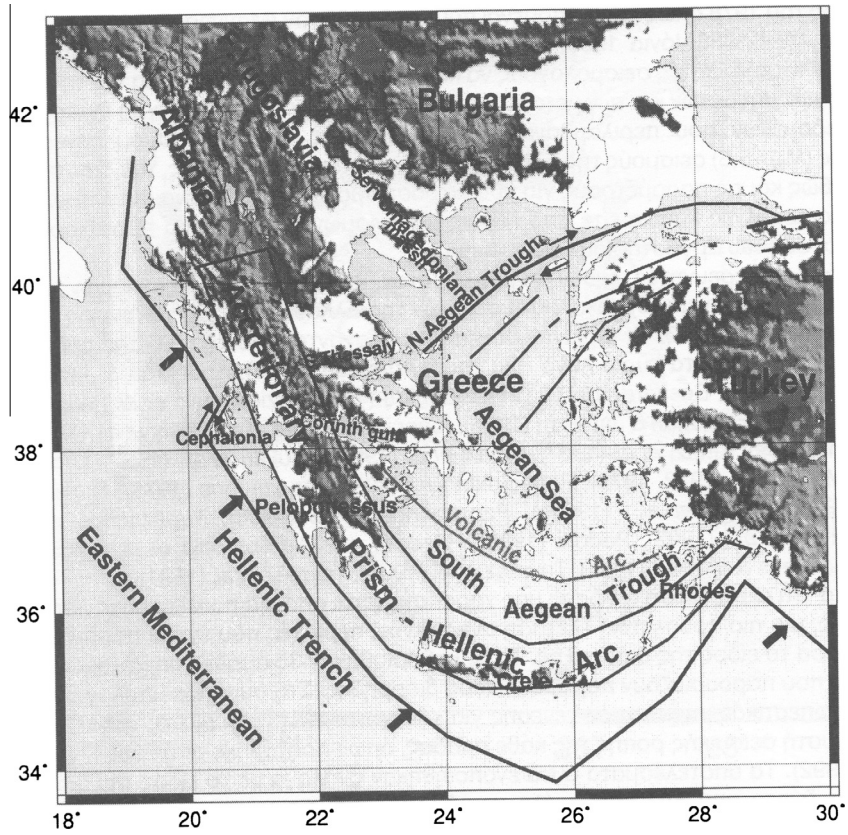 Yugoslavia
Bulgaria
42°
Albania
Servomacedonian
Massif
40°
N.Aegean Trough
Accretionary
S.Thessaly
Greece
Turkey
Cephalonia
Corinth gulf
38°
Aegean Sea
Peloponessus
Volcanic Arc
Eastern Mediterranean
Hellenic Trench
Prism - Hellenic Arc
South Aegean Trough
Rhodes
36°
Crete
34°
18° 20° 22° 24° 26° 28° 30°